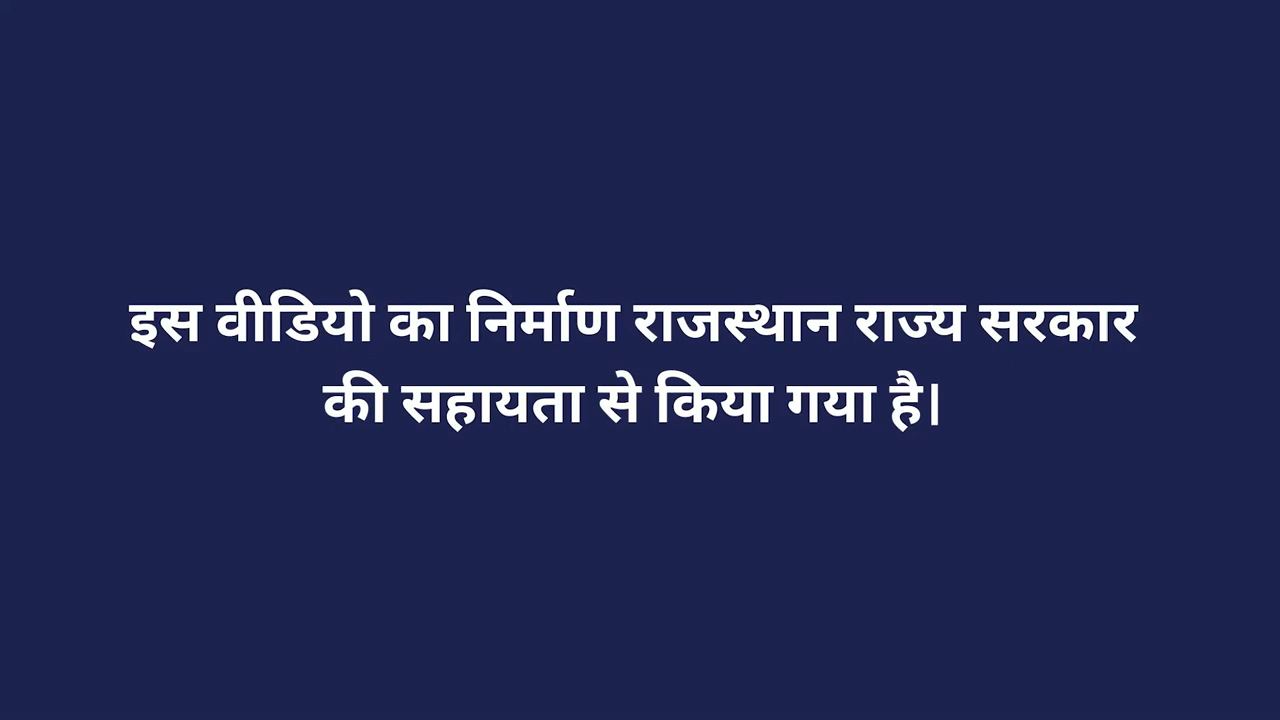 इस वीडियो का निर्माण राजस्थान राज्य सरकार
की सहायता से किया गया है।